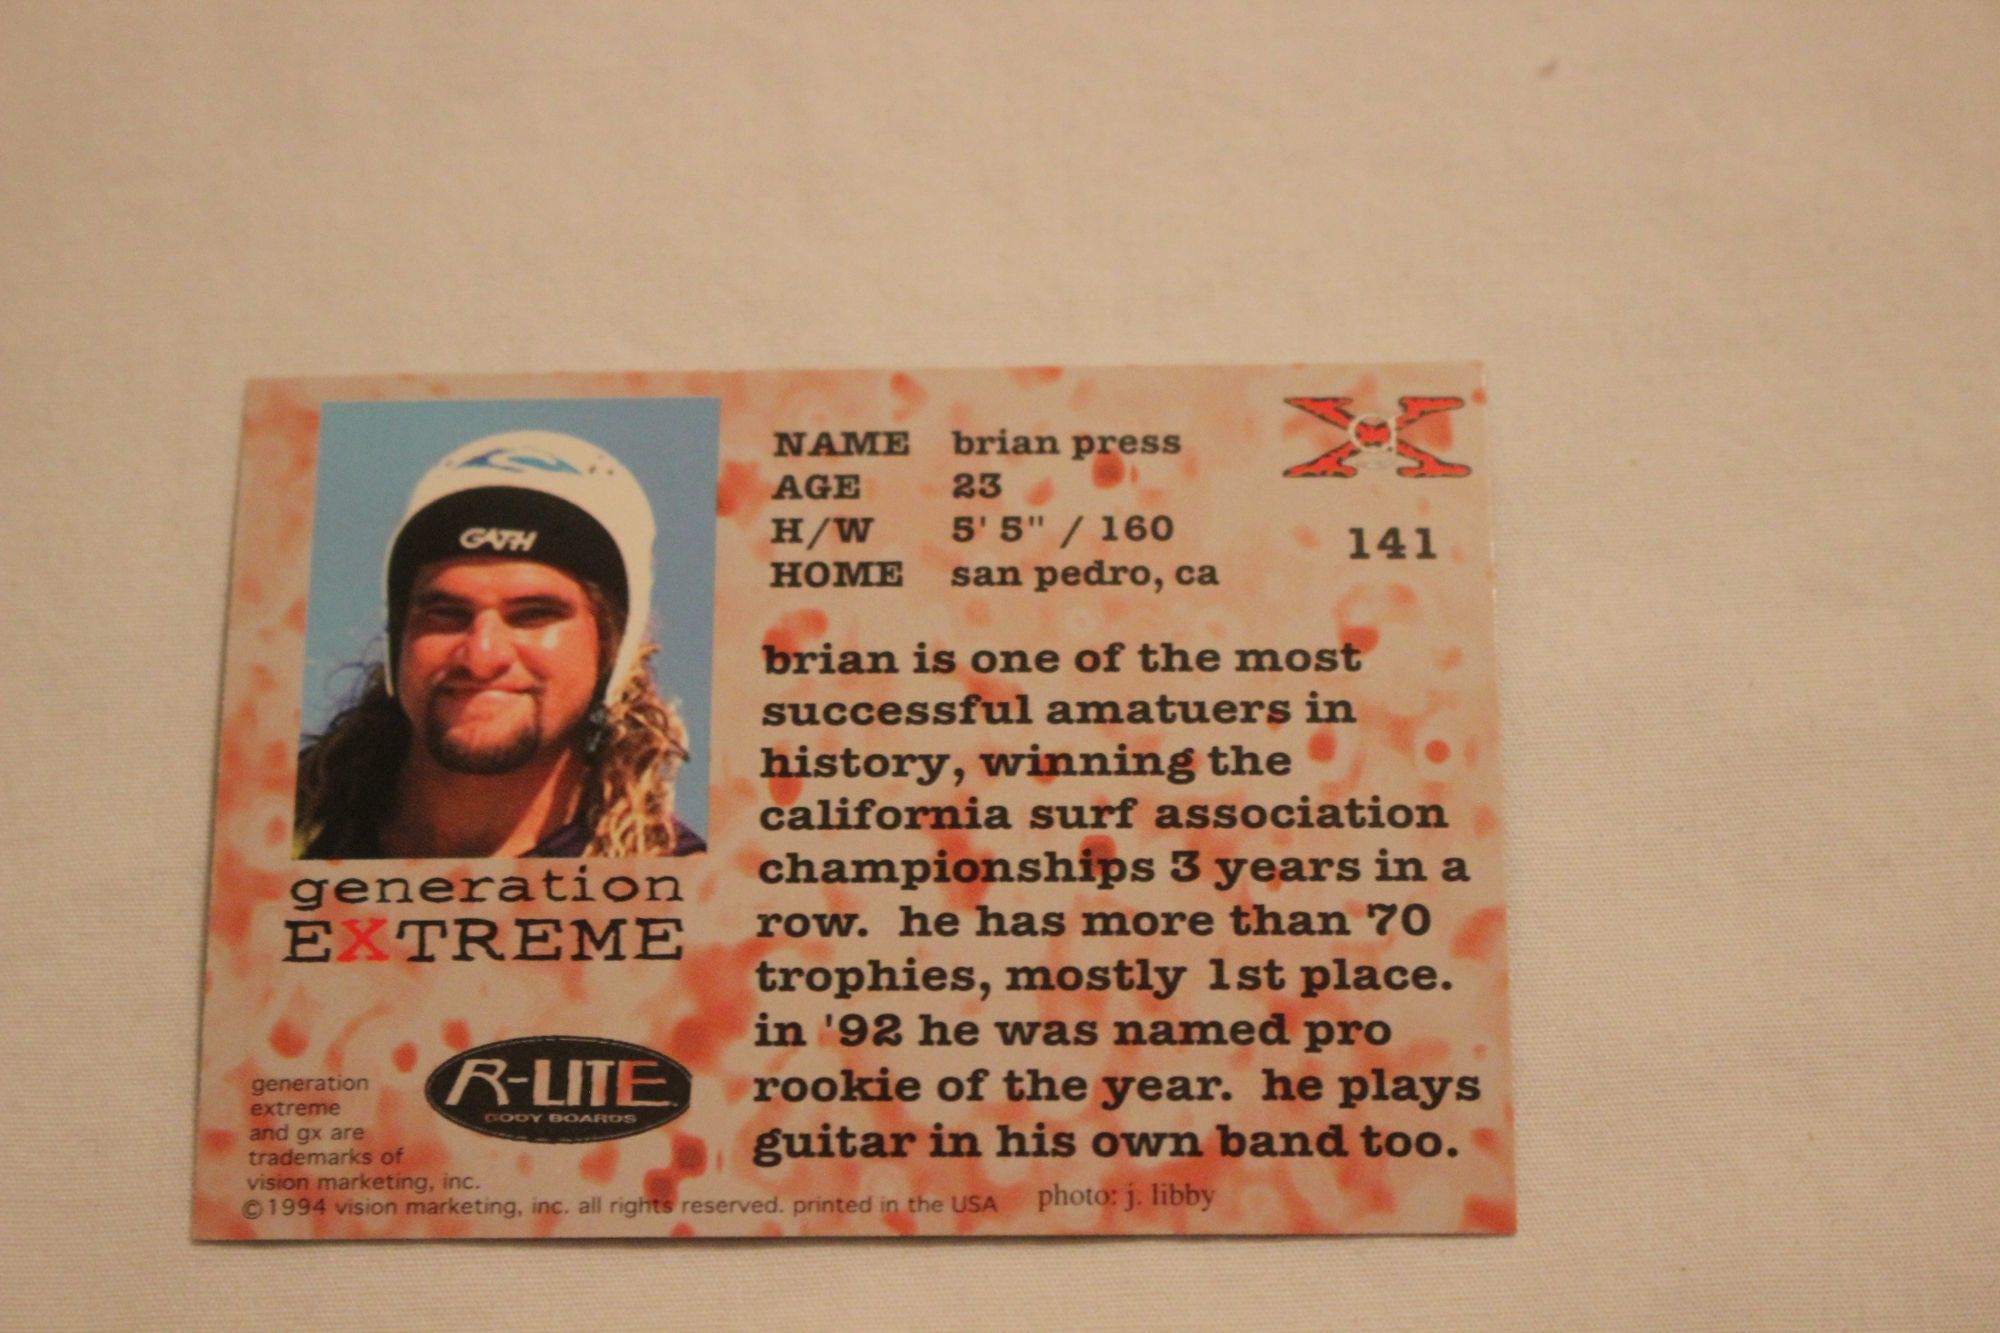 GATH
generation
EXTREME
R-LITE
BODY BOARDS
generation
extreme
and gx are
trademarks of
vision marketing, inc.
©1994 vision marketing, inc. all rights reserved. printed in the USA
photo: j. libby
NAME brian press
AGE 23
H/W 5' 5" / 160
HOME san pedro, ca
gX
141
brian is one of the most
successful amatuers in
history, winning the
california surf association
championships 3 years in a
row. he has more than 70
trophies, mostly 1st place.
in '92 he was named pro
rookie of the year. he plays
guitar in his own band too.